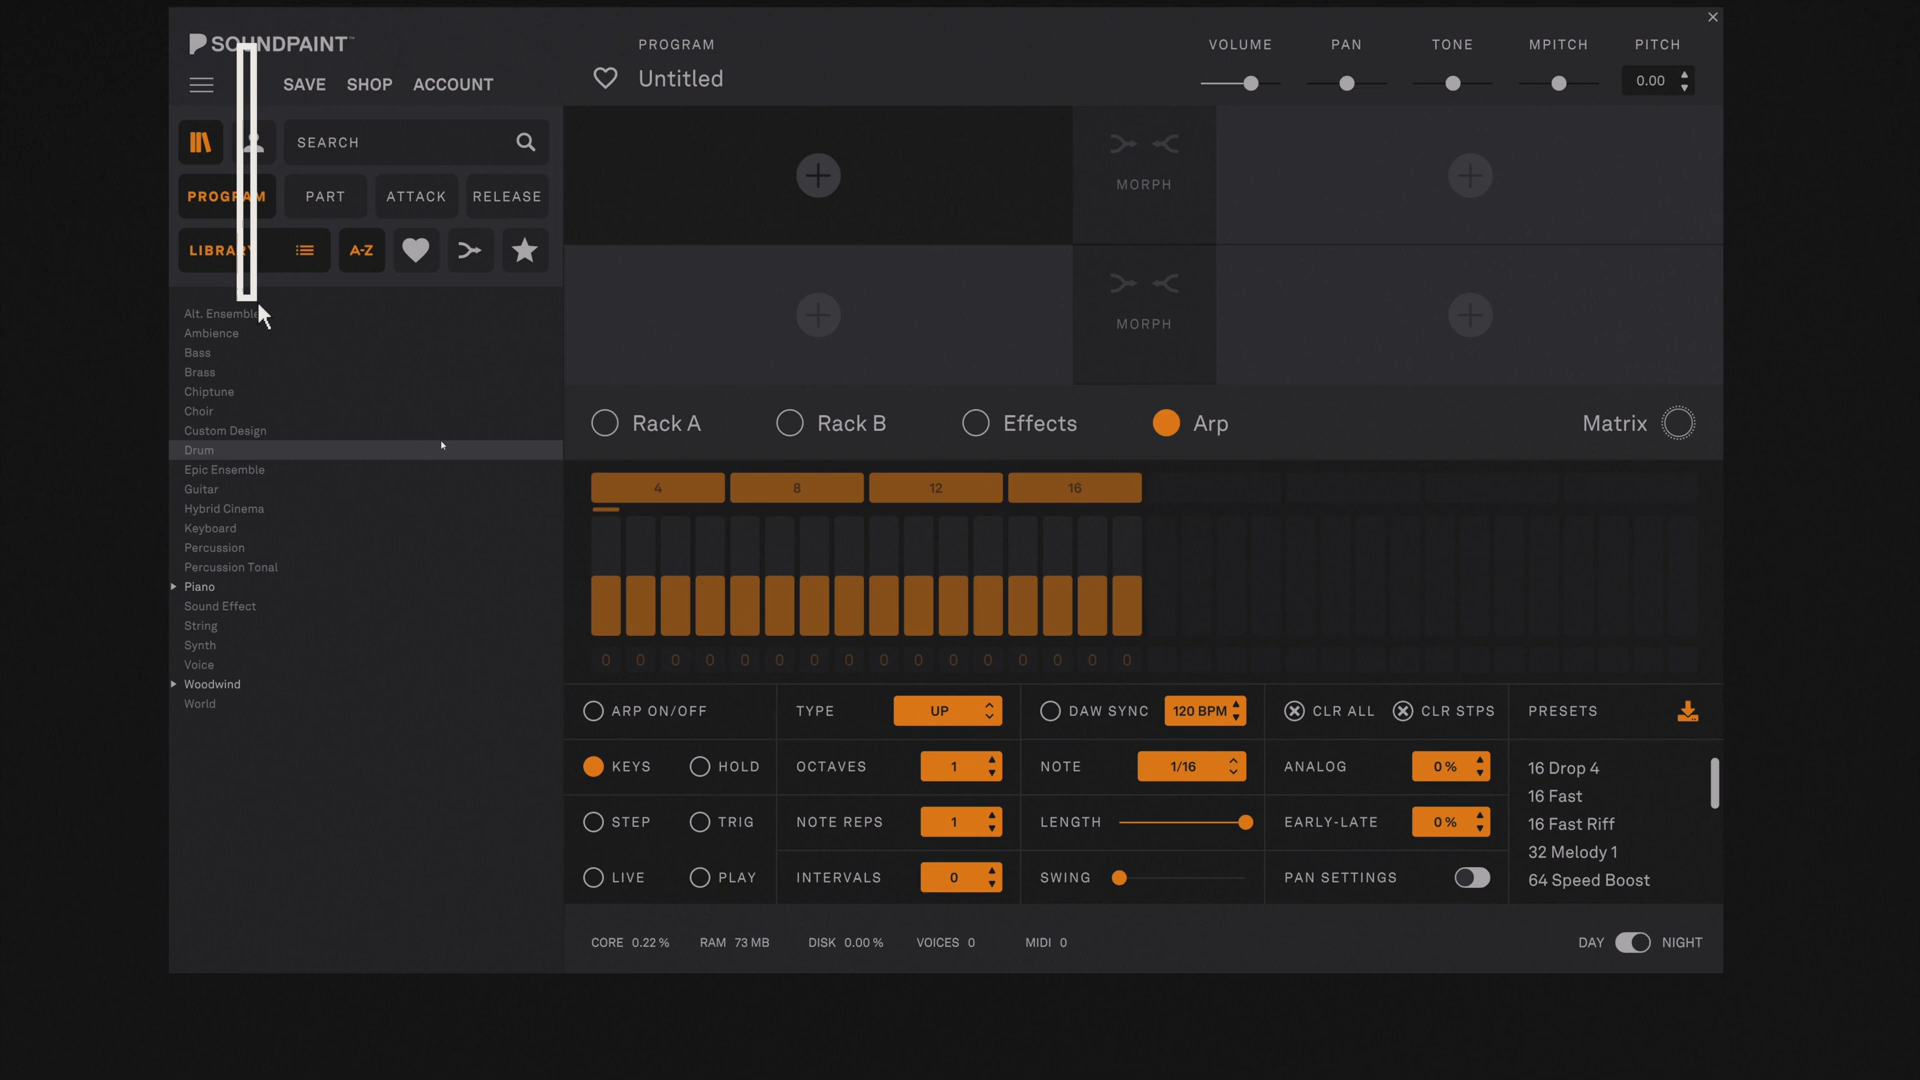 SOUNDPAINT™
SAVE SHOP ACCOUNT
SEARCH
PROGRAM PART ATTACK RELEASE
LIBRARY A-Z
Alt. Ensemble
Ambience
Bass
Brass
Chiptune
Choir
Custom Design
Drum
Epic Ensemble
Guitar
Hybrid Cinema
Keyboard
Percussion
Percussion Tonal
Piano
Sound Effect
String
Synth
Voice
Woodwind
World
PROGRAM
Untitled
VOLUME PAN TONE MPITCH PITCH
0.00
MORPH
MORPH
Rack A Rack B Effects Arp Matrix
4 8 12 16
0 0 0 0 0 0 0 0 0 0 0 0 0 0 0 0
ARP ON/OFF TYPE UP DAW SYNC 120 BPM CLR ALL CLR STPS PRESETS
KEYS HOLD OCTAVES 1 NOTE 1/16 ANALOG 0 %
STEP TRIG NOTE REPS 1 LENGTH EARLY-LATE 0 %
LIVE PLAY INTERVALS 0 SWING PAN SETTINGS
16 Drop 4
16 Fast
16 Fast Riff
32 Melody 1
64 Speed Boost
CORE 0.22 % RAM 73 MB DISK 0.00 % VOICES 0 MIDI 0 DAY NIGHT